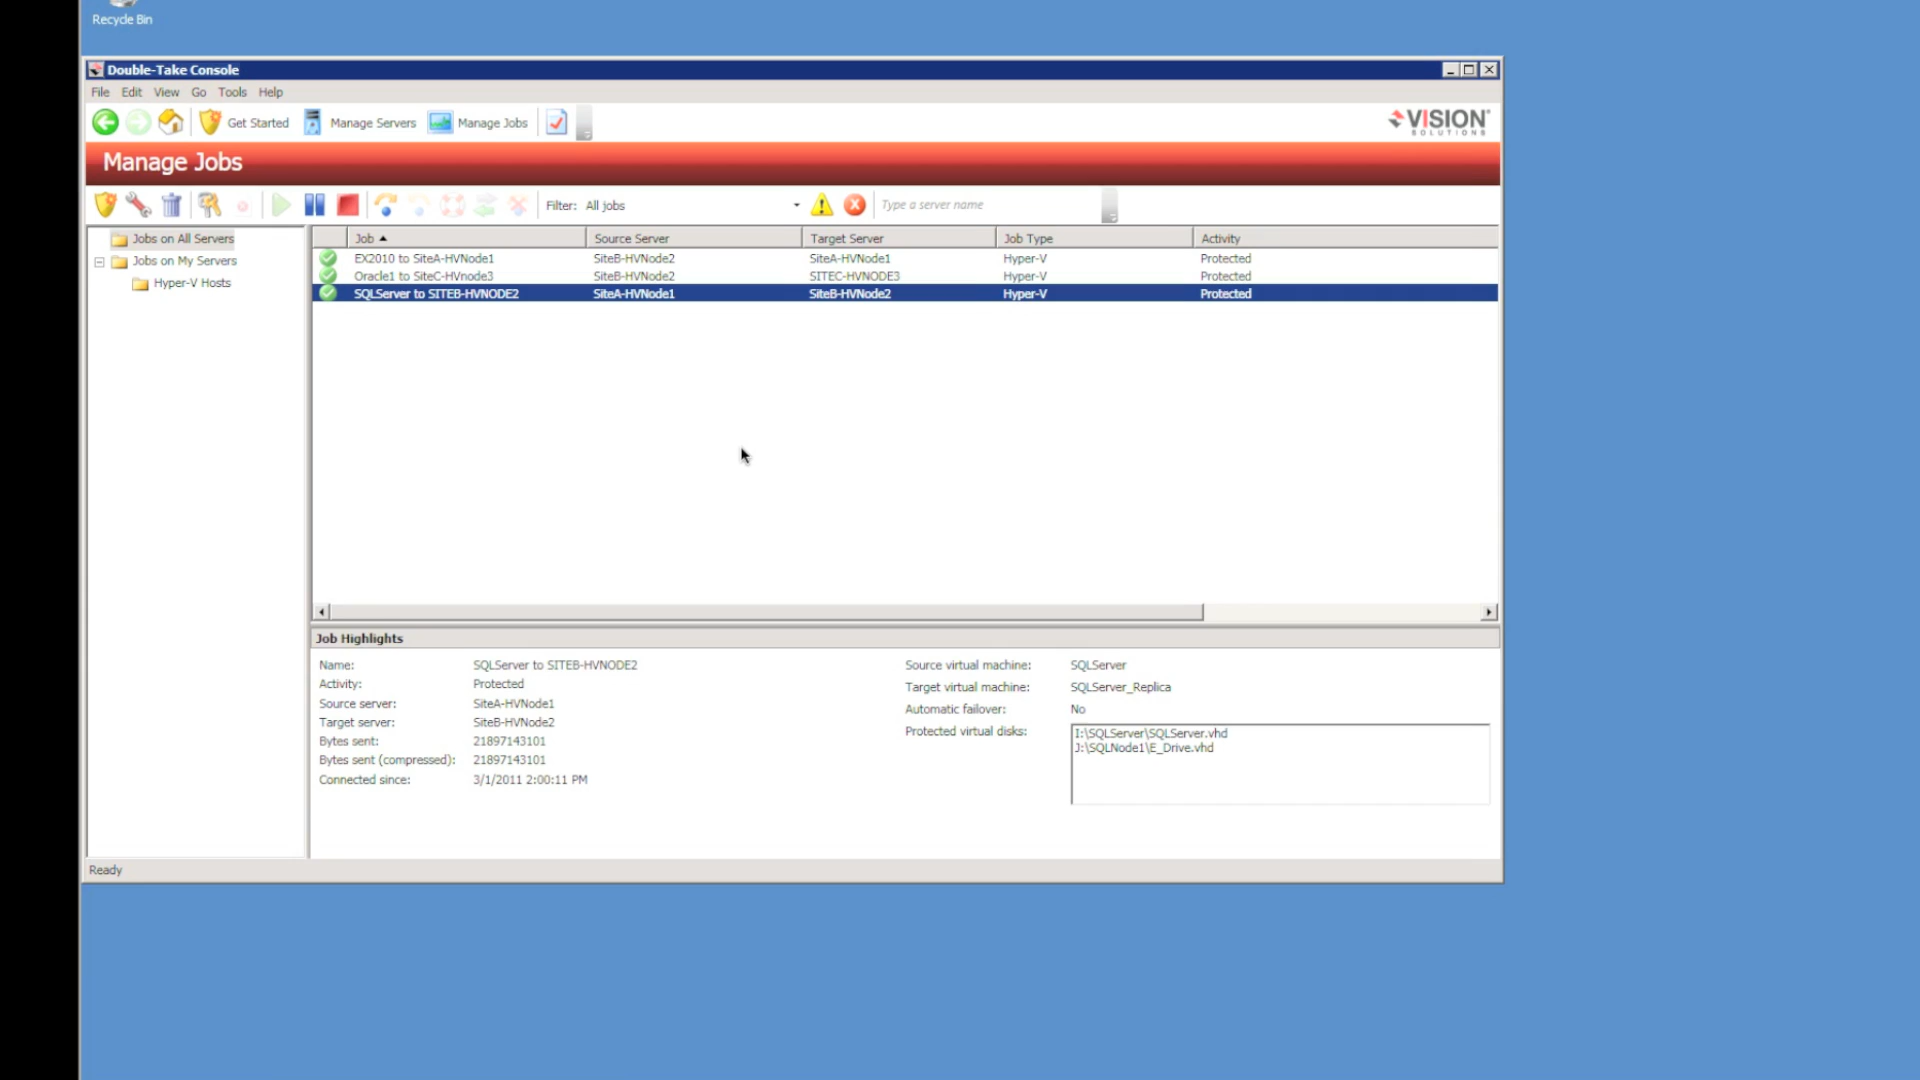 Recycle Bin
Double-Take Console
File Edit View Go Tools Help
Get Started Manage Servers Manage Jobs
VISION
SOLUTIONS
Manage Jobs
Filter: All jobs Type a server name
Jobs on All Servers
Jobs on My Servers
Hyper-V Hosts
Job Source Server Target Server Job Type Activity
EX2010 to SiteA-HVNode1 SiteB-HVNode2 SiteA-HVNode1 Hyper-V Protected
Oracle1 to SiteC-HVnode3 SiteB-HVNode2 SITEC-HVNODE3 Hyper-V Protected
SQLServer to SITEB-HVNODE2 SiteA-HVNode1 SiteB-HVNode2 Hyper-V Protected
Job Highlights
Name: SQLServer to SITEB-HVNODE2
Activity: Protected
Source server: SiteA-HVNode1
Target server: SiteB-HVNode2
Bytes sent: 21897143101
Bytes sent (compressed): 21897143101
Connected since: 3/1/2011 2:00:11 PM
Source virtual machine: SQLServer
Target virtual machine: SQLServer_Replica
Automatic failover: No
Protected virtual disks: I:\SQLServer\SQLServer.vhd
J:\SQLNode1\E_Drive.vhd
Ready